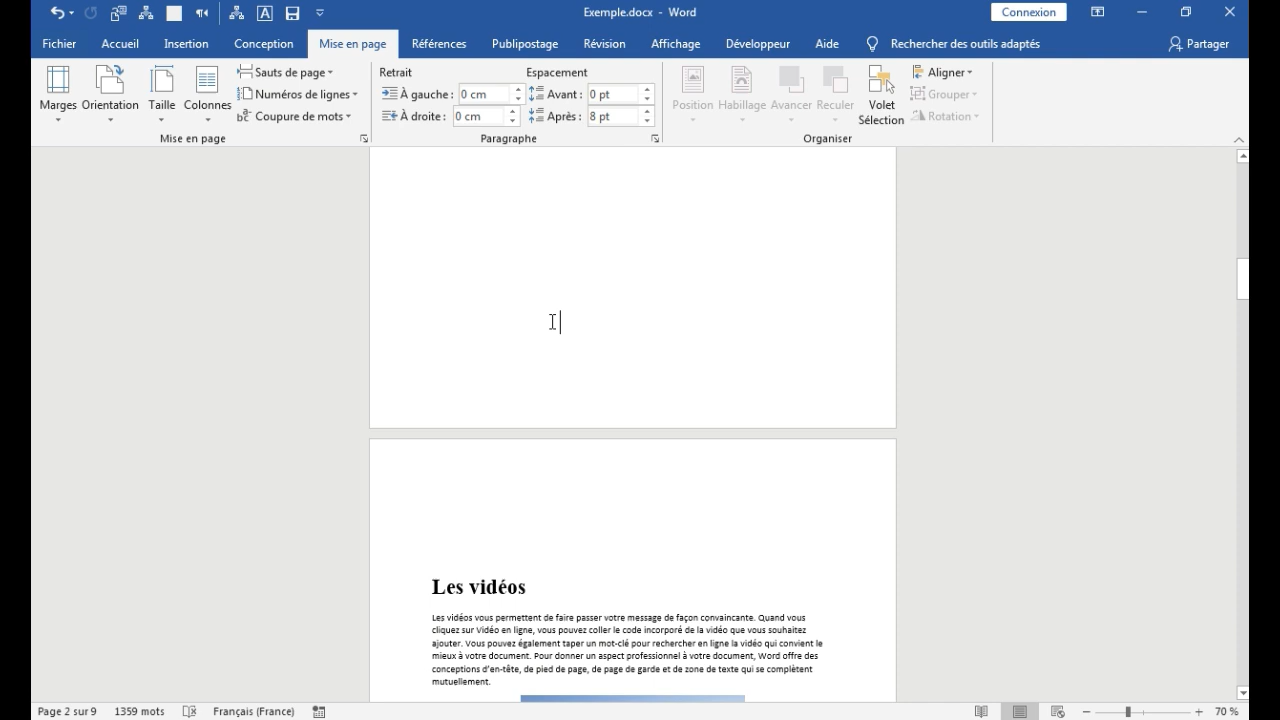 Exemple.docx - Word
Connexion
Fichier
Accueil
Insertion
Conception
Mise en page
Références
Publipostage
Révision
Affichage
Développeur
Aide
Rechercher des outils adaptés
Partager
Marges
Orientation
Taille
Colonnes
Sauts de page
Numéros de lignes
Coupure de mots
Mise en page
Retrait
À gauche : 0 cm
À droite : 0 cm
Espacement
Avant : 0 pt
Après : 8 pt
Paragraphe
Position
Habillage
Avancer
Reculer
Volet
Sélection
Aligner
Grouper
Rotation
Organiser
Les vidéos
Les vidéos vous permettent de faire passer votre message de façon convaincante. Quand vous
cliquez sur Vidéo en ligne, vous pouvez coller le code incorporé de la vidéo que vous souhaitez
ajouter. Vous pouvez également taper un mot-clé pour rechercher en ligne la vidéo qui convient le
mieux à votre document. Pour donner un aspect professionnel à votre document, Word offre des
conceptions d'en-tête, de pied de page, de page de garde et de zone de texte qui se complètent
mutuellement.
Page 2 sur 9
1359 mots
Français (France)
70 %